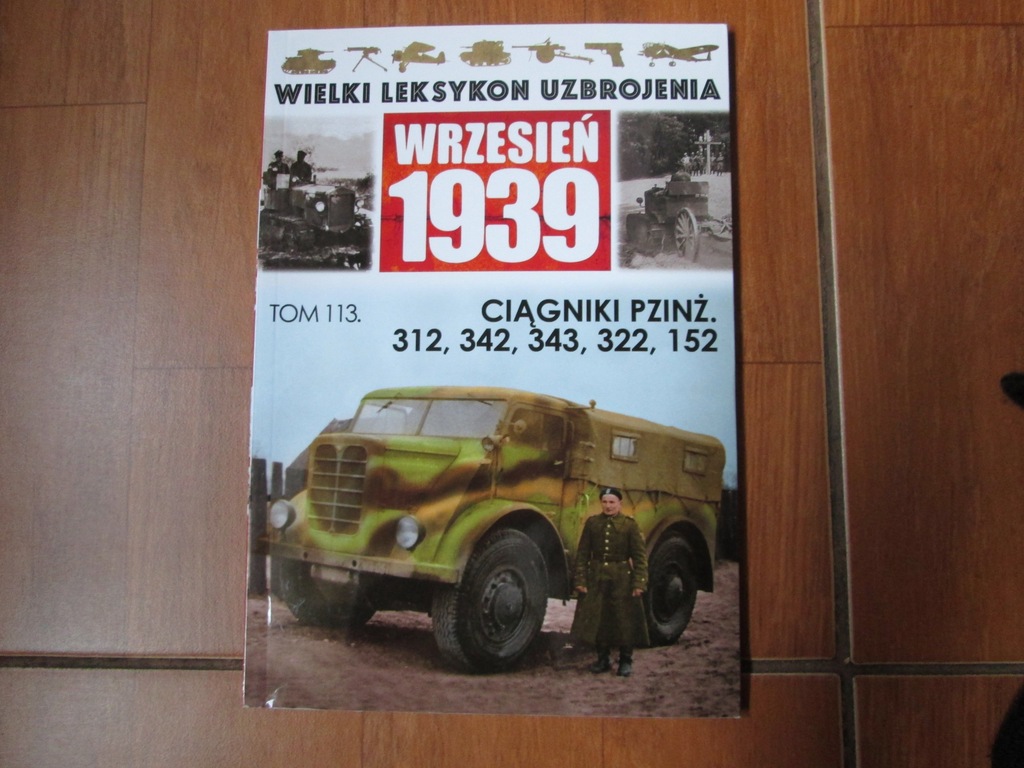 WIELKI LEKSYKON UZBROJENIA
WRZESIEŃ
1939
TOM 113.
CIĄGNIKI PZINŻ.
312, 342, 343, 322, 152